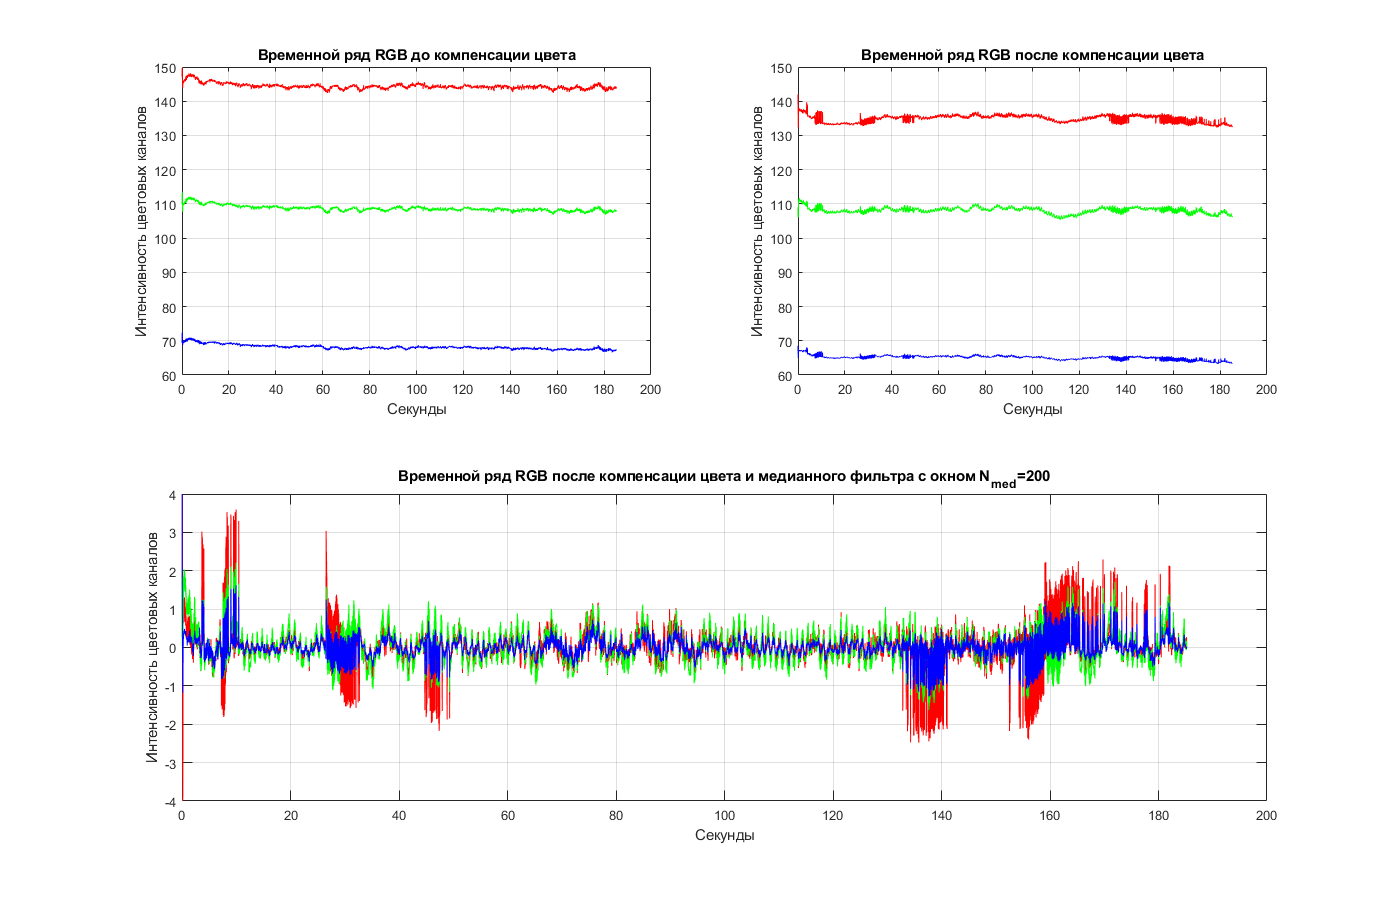 Временной ряд RGB до компенсации цвета
Интенсивность цветовых каналов
150
140
130
120
110
100
90
80
70
60
0 20 40 60 80 100 120 140 160 180 200
Секунды
Временной ряд RGB после компенсации цвета
Интенсивность цветовых каналов
150
140
130
120
110
100
90
80
70
60
0 20 40 60 80 100 120 140 160 180 200
Секунды
Временной ряд RGB после компенсации цвета и медианного фильтра с окном N_med=200
Интенсивность цветовых каналов
4
3
2
1
0
-1
-2
-3
-4
0 20 40 60 80 100 120 140 160 180 200
Секунды